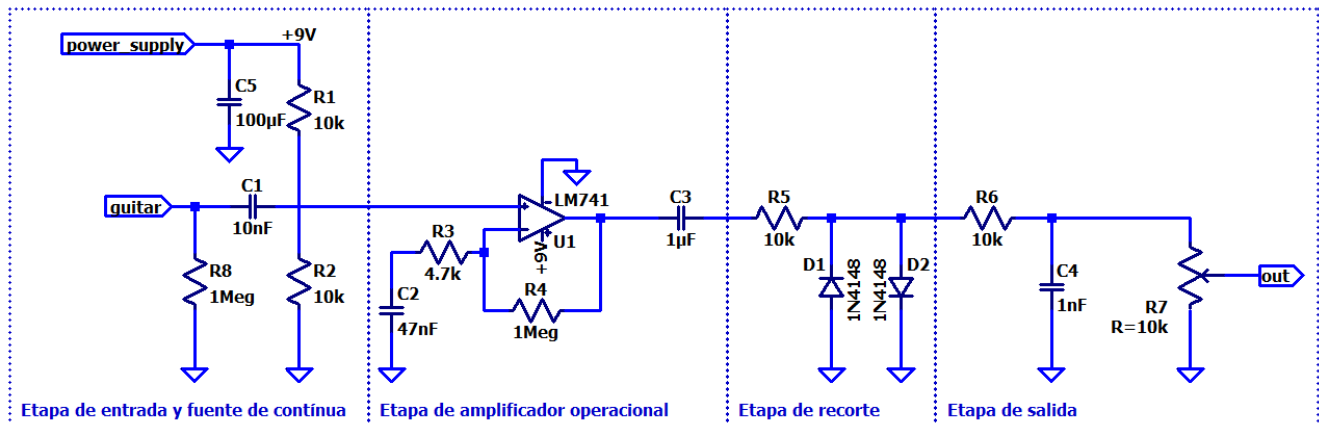 power_supply
+9V
C5
100µF
R1
10k
guitar
C1
10nF
R8
1Meg
R2
10k
LM741
U1
+9V
R3
4.7k
C2
47nF
R4
1Meg
C3
1µF
R5
10k
D1
1N4148
D2
1N4148
R6
10k
C4
1nF
R7
R=10k
out
Etapa de entrada y fuente de contínua
Etapa de amplificador operacional
Etapa de recorte
Etapa de salida